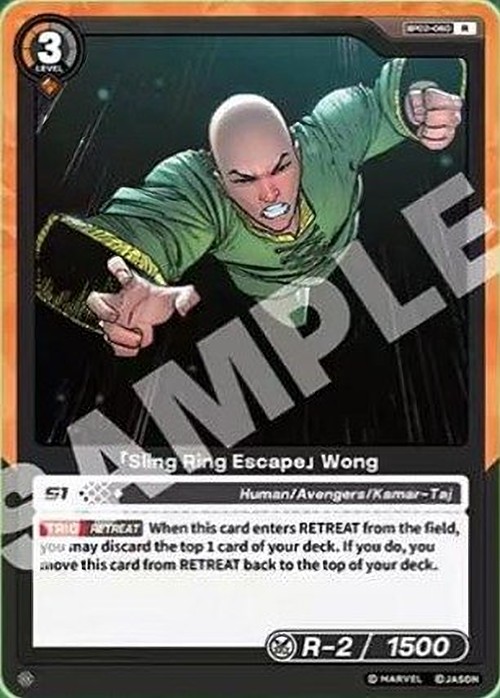 3
LEVEL
BP02-060 R
「Sling Ring Escape」 Wong
S1
Human/Avengers/Kamar-Taj
TRIG RETREAT When this card enters RETREAT from the field,
you may discard the top 1 card of your deck. If you do, you
move this card from RETREAT back to the top of your deck.
R-2 / 1500
© MARVEL ©JASON
SAMPLE